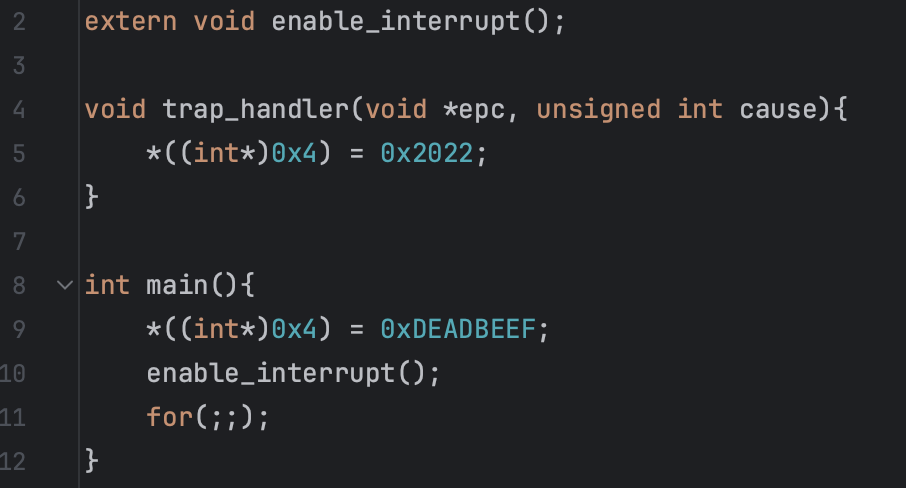 2 extern void enable_interrupt();
3
4 void trap_handler(void *epc, unsigned int cause){
5     *((int*)0x4) = 0x2022;
6 }
7
8 int main(){
9     *((int*)0x4) = 0xDEADBEEF;
10     enable_interrupt();
11     for(;;);
12 }